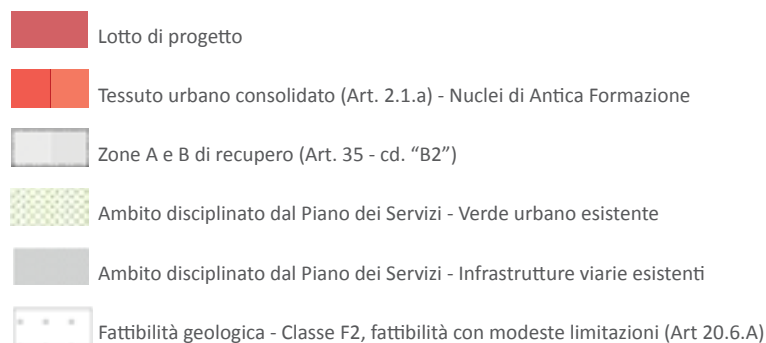 Lotto di progetto
Tessuto urbano consolidato (Art. 2.1.a) - Nuclei di Antica Formazione
Zone A e B di recupero (Art. 35 - cd. “B2”)
Ambito disciplinato dal Piano dei Servizi - Verde urbano esistente
Ambito disciplinato dal Piano dei Servizi - Infrastrutture viarie esistenti
Fattibilità geologica - Classe F2, fattibilità con modeste limitazioni (Art 20.6.A)